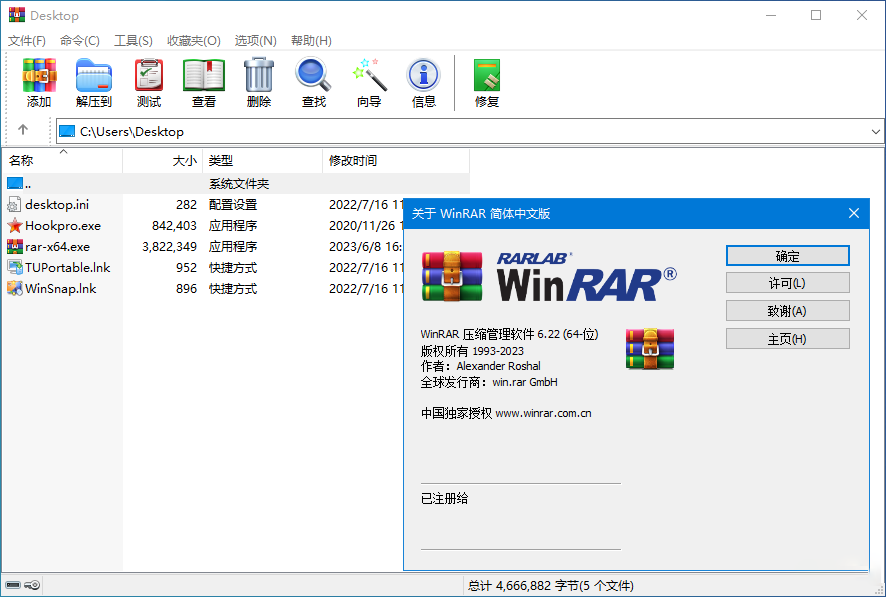 Desktop
文件(F) 命令(C) 工具(S) 收藏夹(O) 选项(N) 帮助(H)
添加 解压到 测试 查看 删除 查找 向导 信息 修复
C:\Users\Desktop
名称 大小 类型 修改时间
.. 系统文件夹
desktop.ini 282 配置设置 2022/7/16 11
Hookpro.exe 842,403 应用程序 2020/11/26 1
rar-x64.exe 3,822,349 应用程序 2023/6/8 16:
TUPortable.lnk 952 快捷方式 2022/7/16 11
WinSnap.lnk 896 快捷方式 2022/7/16 11
关于 WinRAR 简体中文版
RARLAB®
WinRAR®
WinRAR 压缩管理软件 6.22 (64-位)
版权所有 1993-2023
作者：Alexander Roshal
全球发行商：win.rar GmbH
中国独家授权 www.winrar.com.cn
已注册给
确定
许可(L)
致谢(A)
主页(H)
总计 4,666,882 字节(5 个文件)